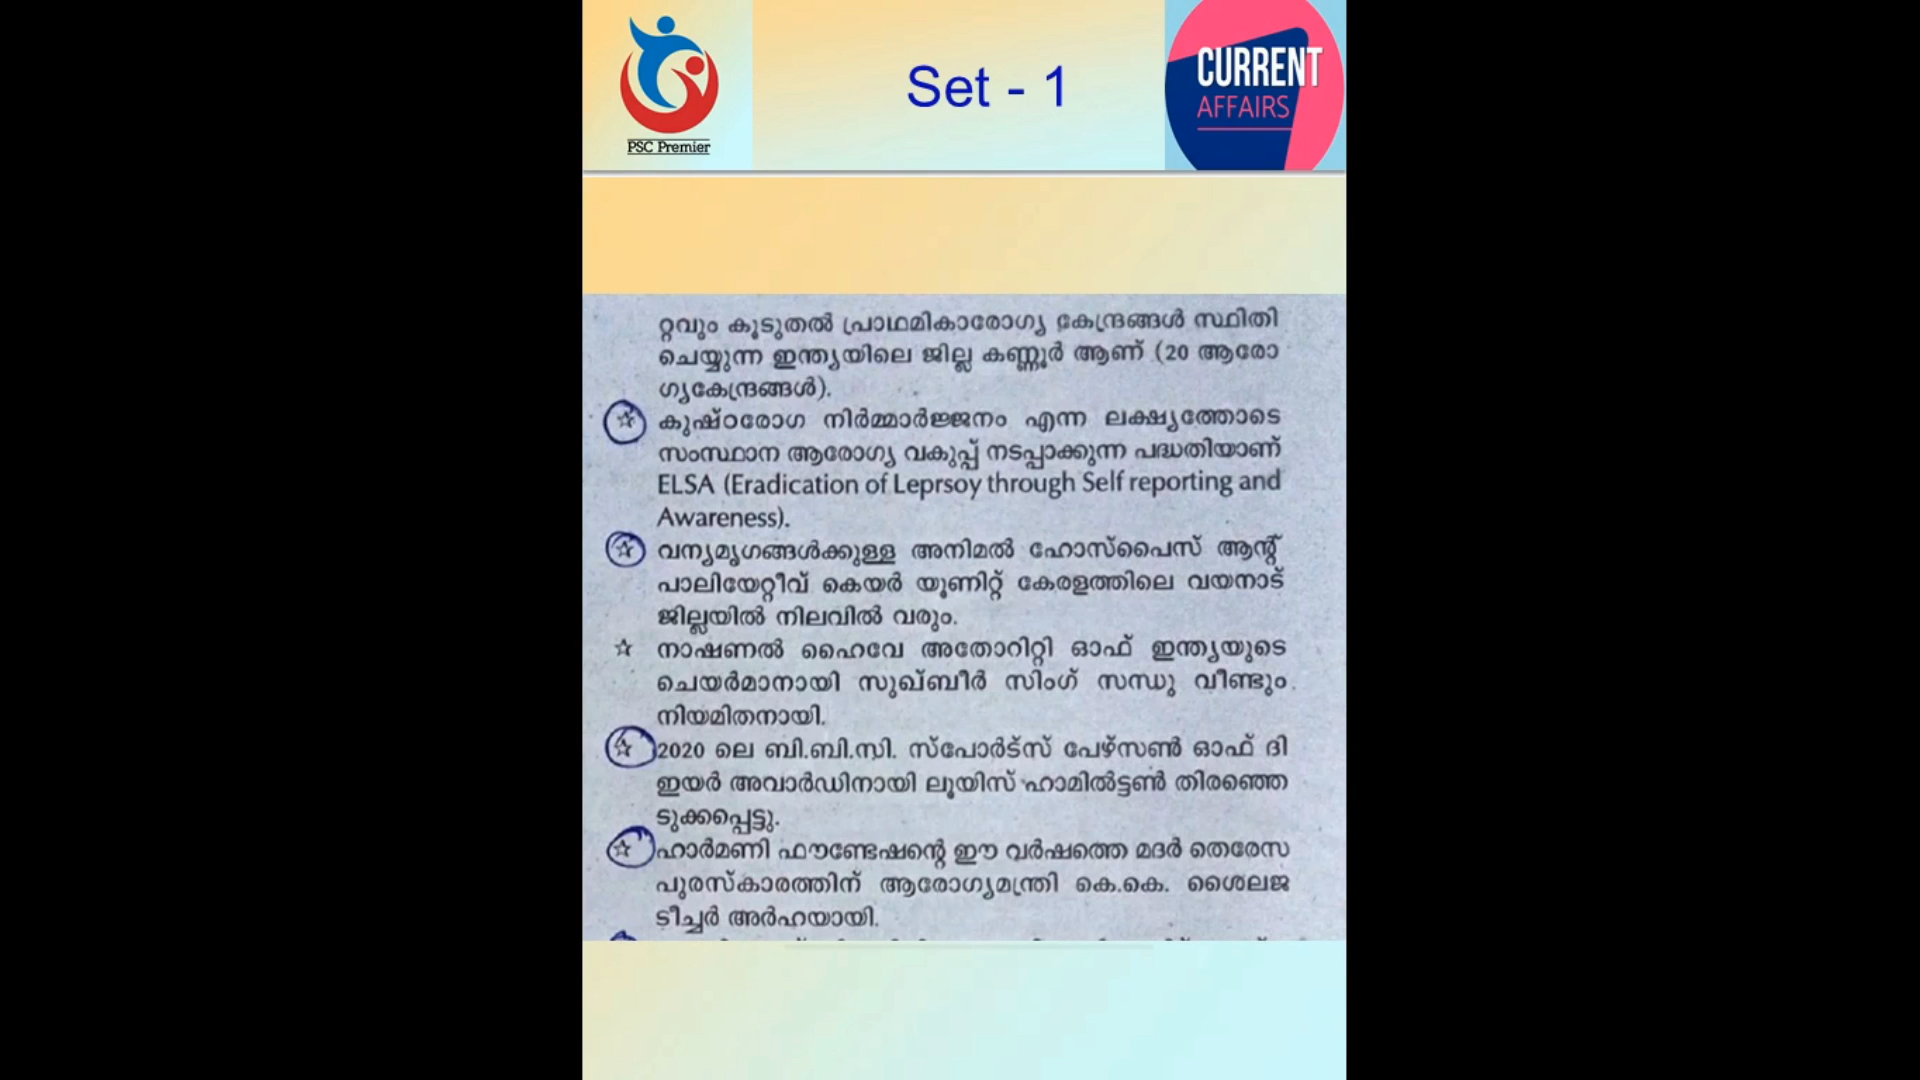 PSC Premier
Set - 1
CURRENT
AFFAIRS
റ്റവും കൂടുതൽ പ്രാഥമികാരോഗ്യ കേന്ദ്രങ്ങൾ സ്ഥിതി
ചെയ്യുന്ന ഇന്ത്യയിലെ ജില്ല കണ്ണൂർ ആണ് (20 ആരോ
ഗ്യകേന്ദ്രങ്ങൾ).
☆ കുഷ്ഠരോഗ നിർമ്മാർജ്ജനം എന്ന ലക്ഷ്യത്തോടെ
സംസ്ഥാന ആരോഗ്യ വകുപ്പ് നടപ്പാക്കുന്ന പദ്ധതിയാണ്
ELSA (Eradication of Leprsoy through Self reporting and
Awareness).
☆ വന്യമൃഗങ്ങൾക്കുള്ള അനിമൽ ഹോസ്പൈസ് ആന്റ്
പാലിയേറ്റീവ് കെയർ യൂണിറ്റ് കേരളത്തിലെ വയനാട്
ജില്ലയിൽ നിലവിൽ വരും.
☆ നാഷണൽ ഹൈവേ അതോറിറ്റി ഓഫ് ഇന്ത്യയുടെ
ചെയർമാനായി സുഖ്ബീർ സിംഗ് സന്ധു വീണ്ടും
നിയമിതനായി.
☆ 2020 ലെ ബി.ബി.സി. സ്പോർട്സ് പേഴ്സൺ ഓഫ് ദി
ഇയർ അവാർഡിനായി ലൂയിസ് ഹാമിൽട്ടൺ തിരഞ്ഞെ
ടുക്കപ്പെട്ടു.
☆ ഹാർമണി ഫൗണ്ടേഷന്റെ ഈ വർഷത്തെ മദർ തെരേസ
പുരസ്കാരത്തിന് ആരോഗ്യമന്ത്രി കെ.കെ. ശൈലജ
ടീച്ചർ അർഹയായി.